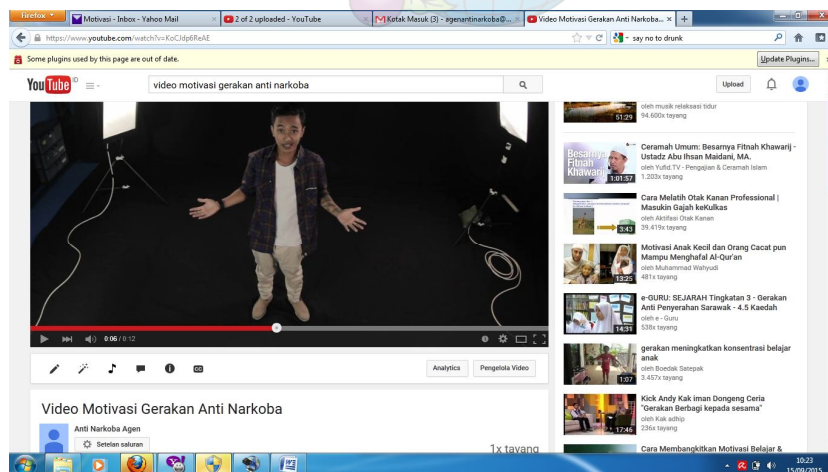 Firefox
Motivasi - Inbox - Yahoo Mail
2 of 2 uploaded - YouTube
Kotak Masuk (3) - agenantinarkoba@...
Video Motivasi Gerakan Anti Narkoba...
https://www.youtube.com/watch?v=KoCJdp6ReAE
say no to drunk
Some plugins used by this page are out of date.
Update Plugins...
YouTube ID
video motivasi gerakan anti narkoba
Upload
51:29
oleh musik relaksasi tidur
94.600x tayang
Besarnya
Fitnah
Khawarij
1:01:57
Ceramah Umum: Besarnya Fitnah Khawarij -
Ustadz Abu Ihsan Maidani, MA.
oleh Yufid.TV - Pengajian & Ceramah Islam
1.203x tayang
3:43
Cara Melatih Otak Kanan Professional |
Masukin Gajah keKulkas
oleh Aktifasi Otak Kanan
39.419x tayang
13:25
Motivasi Anak Kecil dan Orang Cacat pun
Mampu Menghafal Al-Qur'an
oleh Muhammad Wahyudi
481x tayang
14:31
e-GURU: SEJARAH Tingkatan 3 - Gerakan
Anti Penyerahan Sarawak - 4.5 Kaedah
oleh e - Guru
538x tayang
1:07
gerakan meningkatkan konsentrasi belajar
anak
oleh Boedak Satepak
3.457x tayang
17:46
Kick Andy Kak iman Dongeng Ceria
"Gerakan Berbagi kepada sesama"
oleh Kak adhip
236x tayang
Cara Membangkitkan Motivasi Belajar &
0:06 / 0:12
CC
Analytics
Pengelola Video
Video Motivasi Gerakan Anti Narkoba
Anti Narkoba Agen
Setelan saluran
1x tayang
10:23
15/09/2015